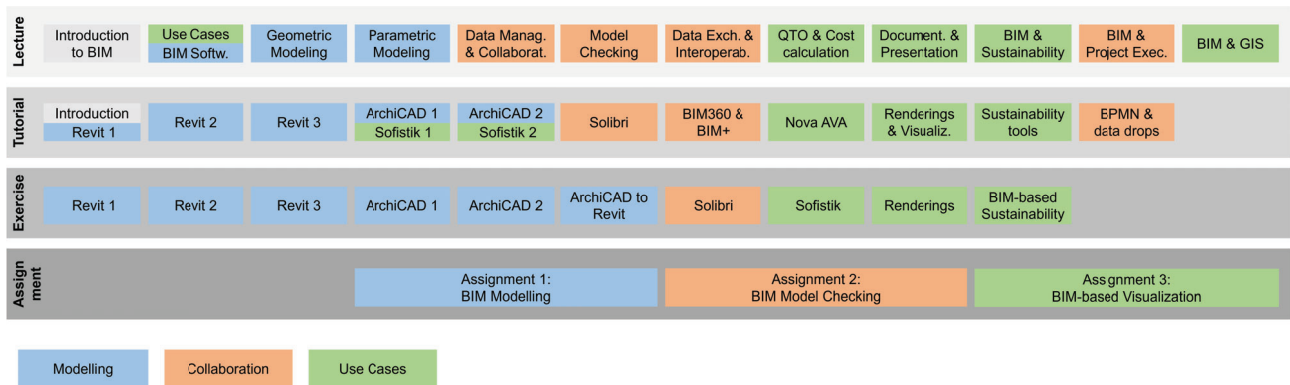 Lecture
Introduction
to BIM
Use Cases
BIM Softw.
Geometric
Modeling
Parametric
Modeling
Data Manag.
& Collaborat.
Model
Checking
Data Exch. &
Interoperab.
QTO & Cost
calculation
Document. &
Presentation
BIM &
Sustainability
BIM &
Project Exec.
BIM & GIS
Tutorial
Introduction
Revit 1
Revit 2
Revit 3
ArchiCAD 1
Sofistik 1
ArchiCAD 2
Sofistik 2
Solibri
BIM360 &
BIM+
Nova AVA
Renderings
& Visualiz.
Sustainability
tools
BPMN &
data drops
Exercise
Revit 1
Revit 2
Revit 3
ArchiCAD 1
ArchiCAD 2
ArchiCAD to
Revit
Solibri
Sofistik
Renderings
BIM-based
Sustainability
Assign
ment
Assignment 1:
BIM Modelling
Assignment 2:
BIM Model Checking
Assignment 3:
BIM-based Visualization
Modelling
Collaboration
Use Cases